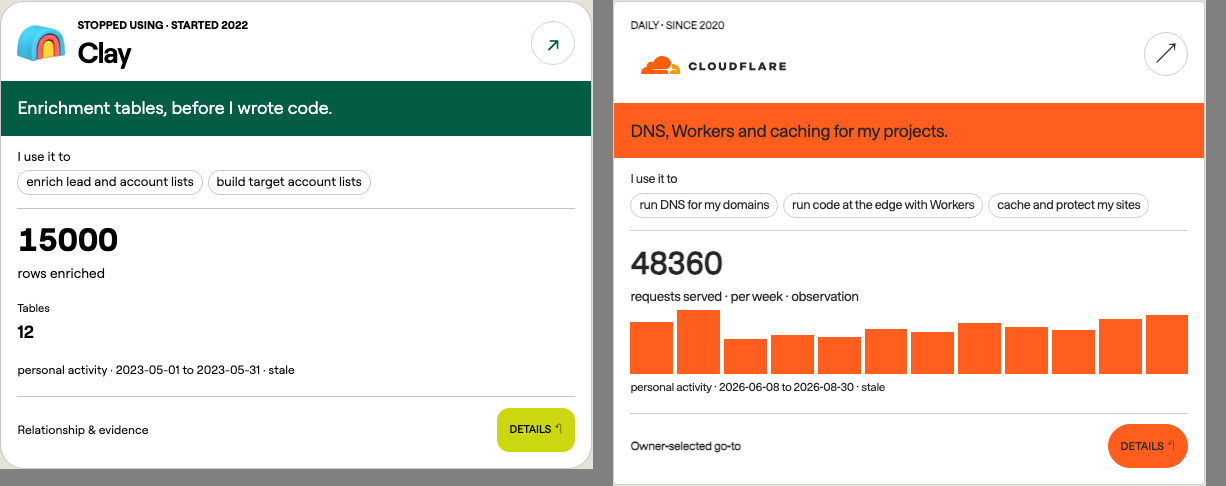 STOPPED USING · STARTED 2022
Clay
Enrichment tables, before I wrote code.
I use it to
enrich lead and account lists
build target account lists
15000
rows enriched
Tables
12
personal activity · 2023-05-01 to 2023-05-31 · stale
Relationship & evidence
DETAILS
DAILY · SINCE 2020
CLOUDFLARE
DNS, Workers and caching for my projects.
I use it to
run DNS for my domains
run code at the edge with Workers
cache and protect my sites
48360
requests served · per week · observation
personal activity · 2026-06-08 to 2026-08-30 · stale
Owner-selected go-to
DETAILS